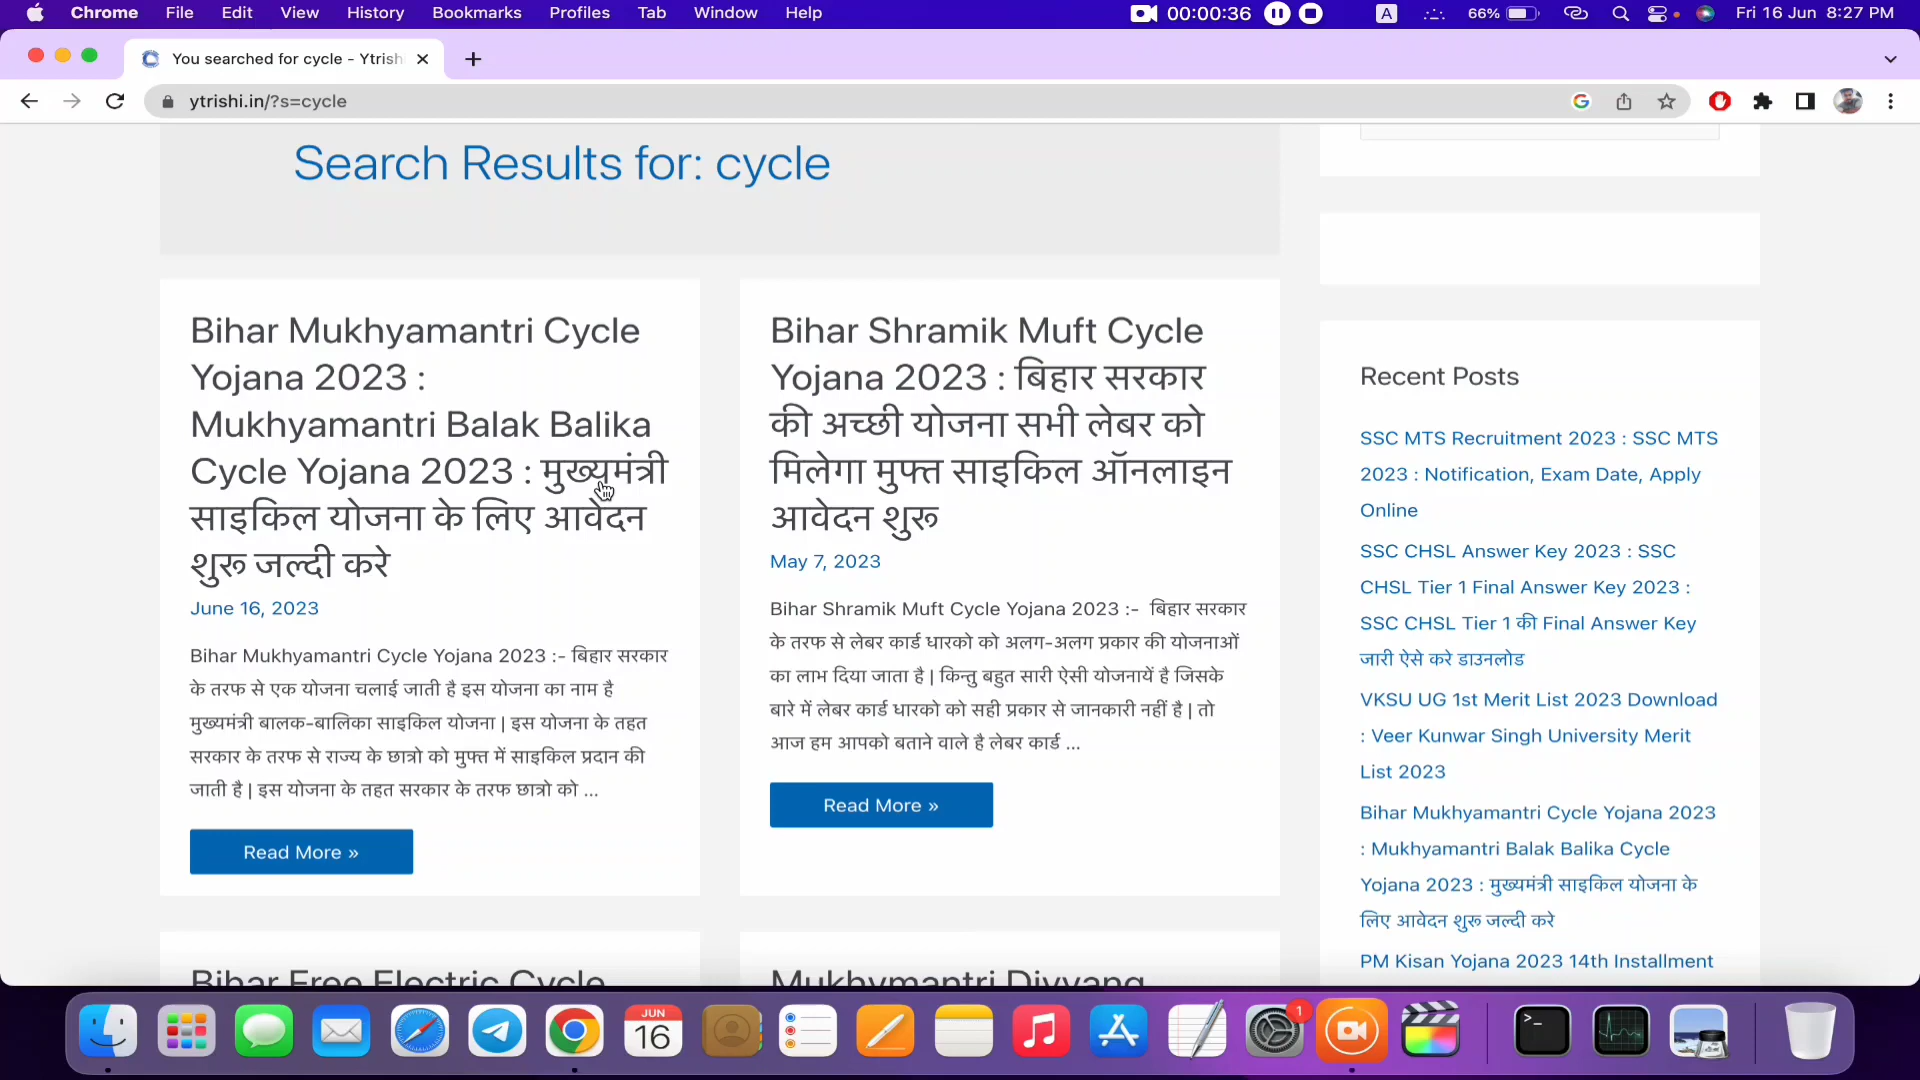 Chrome File Edit View History Bookmarks Profiles Tab Window Help 00:00:36 A 66% Fri 16 Jun 8:27 PM
You searched for cycle - Ytrish
ytrishi.in/?s=cycle
Search Results for: cycle
Bihar Mukhyamantri Cycle
Yojana 2023 :
Mukhyamantri Balak Balika
Cycle Yojana 2023 : मुख्यमंत्री
साइकिल योजना के लिए आवेदन
शुरू जल्दी करे
June 16, 2023
Bihar Mukhyamantri Cycle Yojana 2023 :- बिहार सरकार
के तरफ से एक योजना चलाई जाती है इस योजना का नाम है
मुख्यमंत्री बालक-बालिका साइकिल योजना | इस योजना के तहत
सरकार के तरफ से राज्य के छात्रो को मुफ्त में साइकिल प्रदान की
जाती है | इस योजना के तहत सरकार के तरफ छात्रो को ...
Read More »
Bihar Shramik Muft Cycle
Yojana 2023 : बिहार सरकार
की अच्छी योजना सभी लेबर को
मिलेगा मुफ्त साइकिल ऑनलाइन
आवेदन शुरू
May 7, 2023
Bihar Shramik Muft Cycle Yojana 2023 :- बिहार सरकार
के तरफ से लेबर कार्ड धारको को अलग-अलग प्रकार की योजनाओं
का लाभ दिया जाता है | किन्तु बहुत सारी ऐसी योजनायें है जिसके
बारे में लेबर कार्ड धारको को सही प्रकार से जानकारी नहीं है | तो
आज हम आपको बताने वाले है लेबर कार्ड ...
Read More »
Bihar Free Electric Cycle
Mukhymantri Divyang
Recent Posts
SSC MTS Recruitment 2023 : SSC MTS
2023 : Notification, Exam Date, Apply
Online
SSC CHSL Answer Key 2023 : SSC
CHSL Tier 1 Final Answer Key 2023 :
SSC CHSL Tier 1 की Final Answer Key
जारी ऐसे करे डाउनलोड
VKSU UG 1st Merit List 2023 Download
: Veer Kunwar Singh University Merit
List 2023
Bihar Mukhyamantri Cycle Yojana 2023
: Mukhyamantri Balak Balika Cycle
Yojana 2023 : मुख्यमंत्री साइकिल योजना के
लिए आवेदन शुरू जल्दी करे
PM Kisan Yojana 2023 14th Installment
JUN
16
1